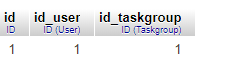 id id_user id_taskgroup
ID ID (User) ID (Taskgroup)
1 1 1